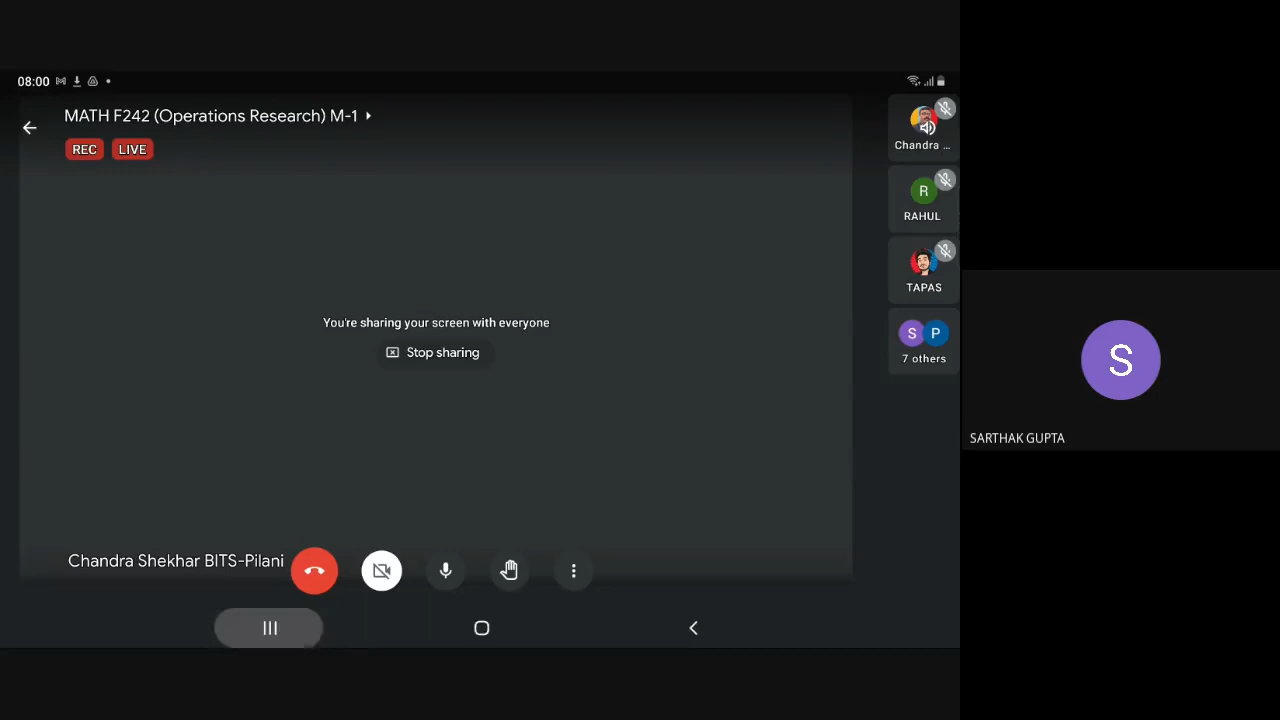 08:00
MATH F242 (Operations Research) M-1
REC LIVE
Chandra ...
R
RAHUL
TAPAS
S P
7 others
You're sharing your screen with everyone
Stop sharing
Chandra Shekhar BITS-Pilani
S
SARTHAK GUPTA